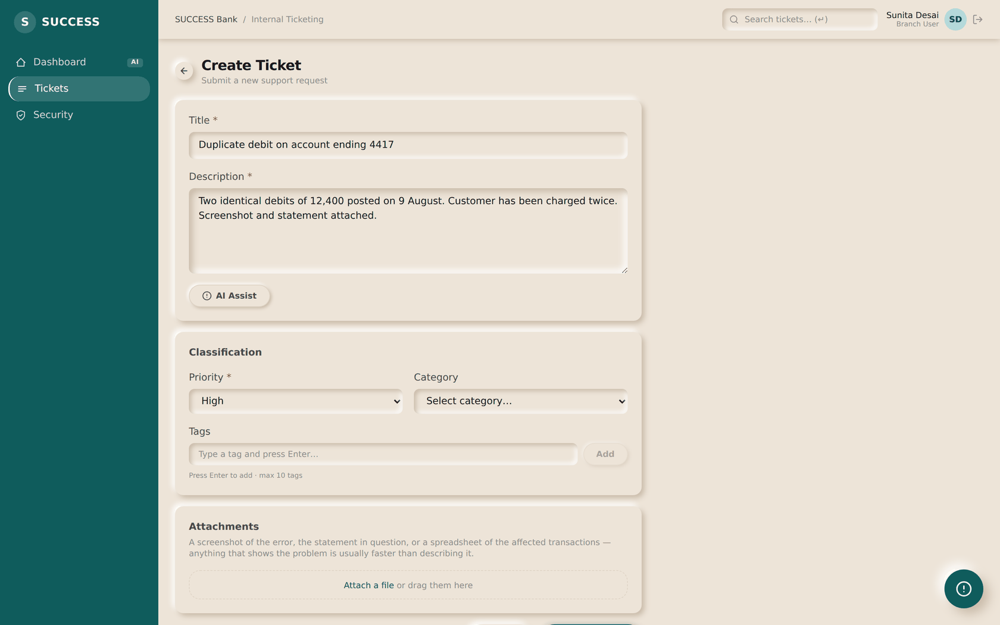 S SUCCESS
Dashboard AI
Tickets
Security
SUCCESS Bank / Internal Ticketing
Search tickets... (↵)
Sunita Desai
Branch User
SD
Create Ticket
Submit a new support request
Title *
Duplicate debit on account ending 4417
Description *
Two identical debits of 12,400 posted on 9 August. Customer has been charged twice.
Screenshot and statement attached.
AI Assist
Classification
Priority *
High
Category
Select category...
Tags
Type a tag and press Enter...
Add
Press Enter to add · max 10 tags
Attachments
A screenshot of the error, the statement in question, or a spreadsheet of the affected transactions —
anything that shows the problem is usually faster than describing it.
Attach a file or drag them here